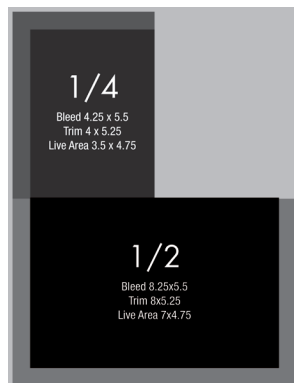 1/4
Bleed 4.25 x 5.5
Trim 4 x 5.25
Live Area 3.5 x 4.75
1/2
Bleed 8.25x5.5
Trim 8x5.25
Live Area 7x4.75